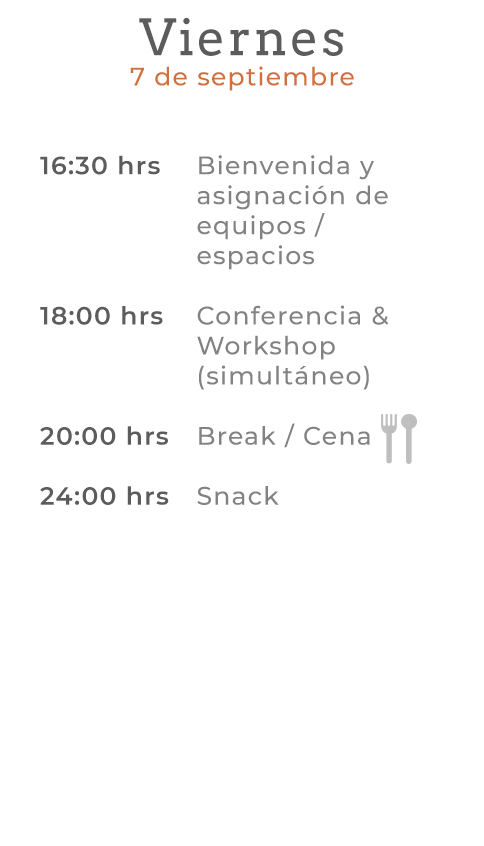 Viernes
7 de septiembre
16:30 hrs Bienvenida y
asignación de
equipos /
espacios
18:00 hrs Conferencia &
Workshop
(simultáneo)
20:00 hrs Break / Cena
24:00 hrs Snack